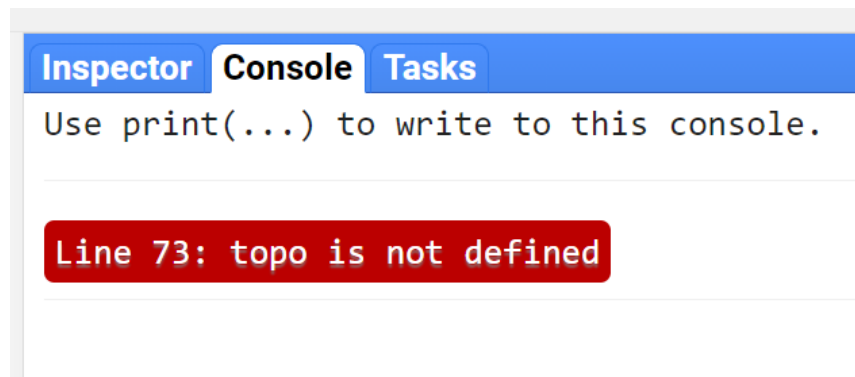 Inspector Console Tasks
Use print(...) to write to this console.
Line 73: topo is not defined